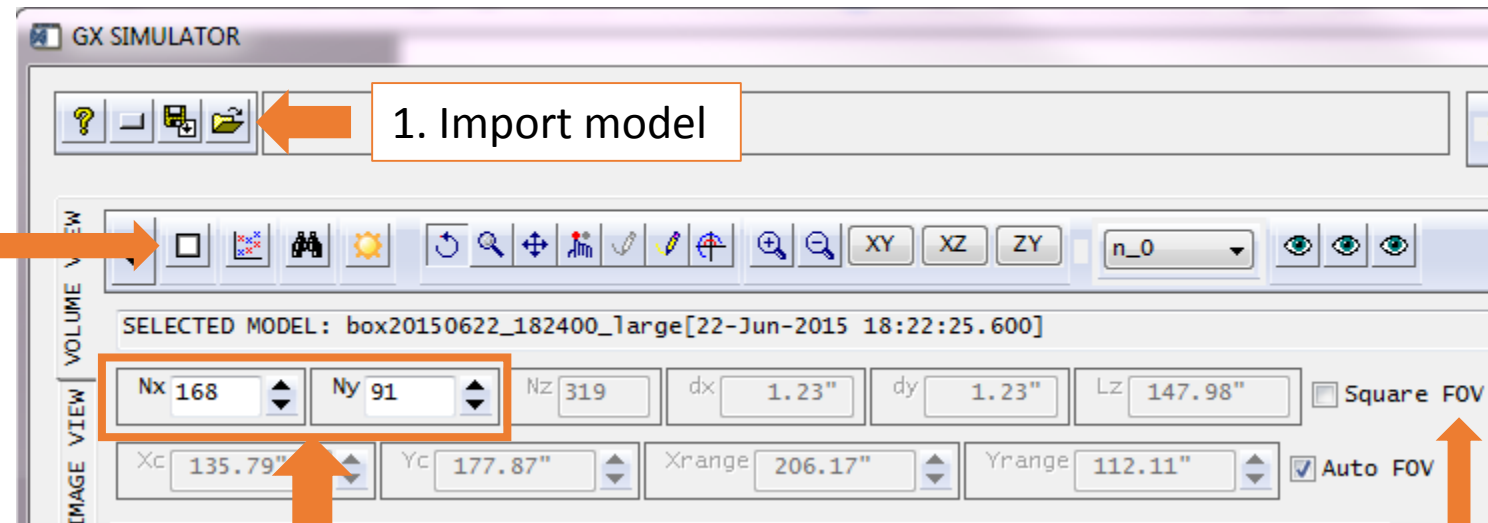 GX SIMULATOR
1. Import model
XY XZ ZY n_0
VOLUME VIEW
SELECTED MODEL: box20150622_182400_large[22-Jun-2015 18:22:25.600]
Nx 168 Ny 91 Nz 319 dx 1.23" dy 1.23" Lz 147.98" Square FOV
IMAGE VIEW
Xc 135.79" Yc 177.87" Xrange 206.17" Yrange 112.11" Auto FOV